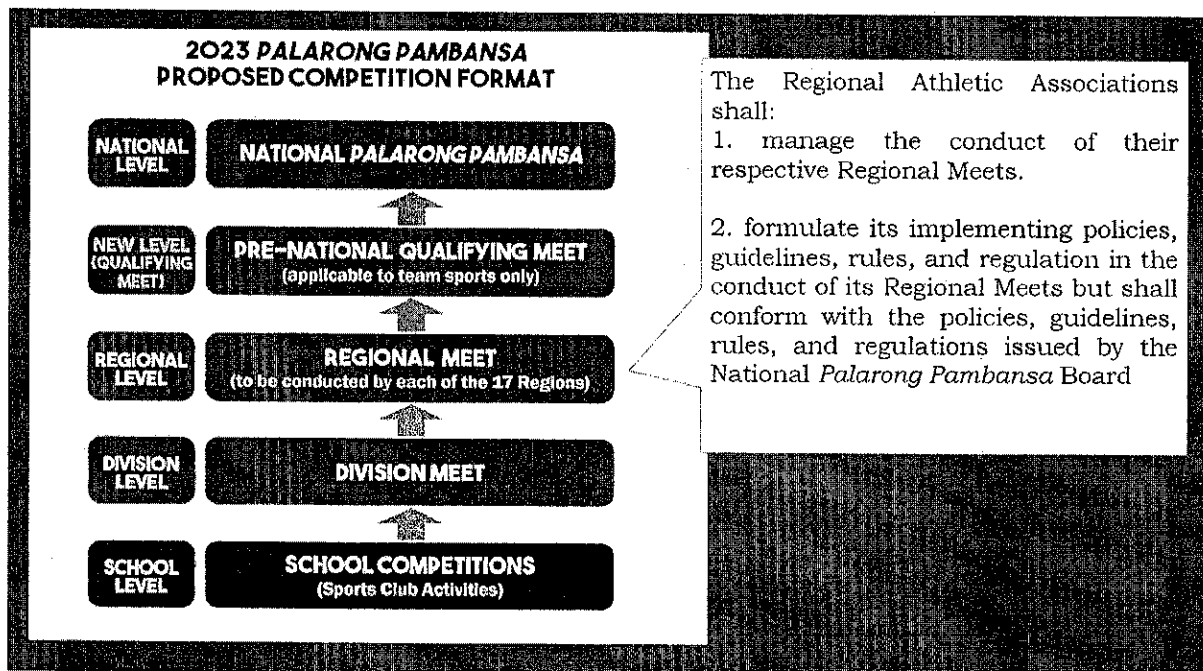 2023 PALARONG PAMBANSA
PROPOSED COMPETITION FORMAT
NATIONAL
LEVEL
NATIONAL PALARONG PAMBANSA
NEW LEVEL
(QUALIFYING
MEET)
PRE-NATIONAL QUALIFYING MEET
(applicable to team sports only)
REGIONAL
LEVEL
REGIONAL MEET
(to be conducted by each of the 17 Regions)
DIVISION
LEVEL
DIVISION MEET
SCHOOL
LEVEL
SCHOOL COMPETITIONS
(Sports Club Activities)
The Regional Athletic Associations
shall:
1. manage the conduct of their
respective Regional Meets.
2. formulate its implementing policies,
guidelines, rules, and regulation in the
conduct of its Regional Meets but shall
conform with the policies, guidelines,
rules, and regulations issued by the
National Palarong Pambansa Board